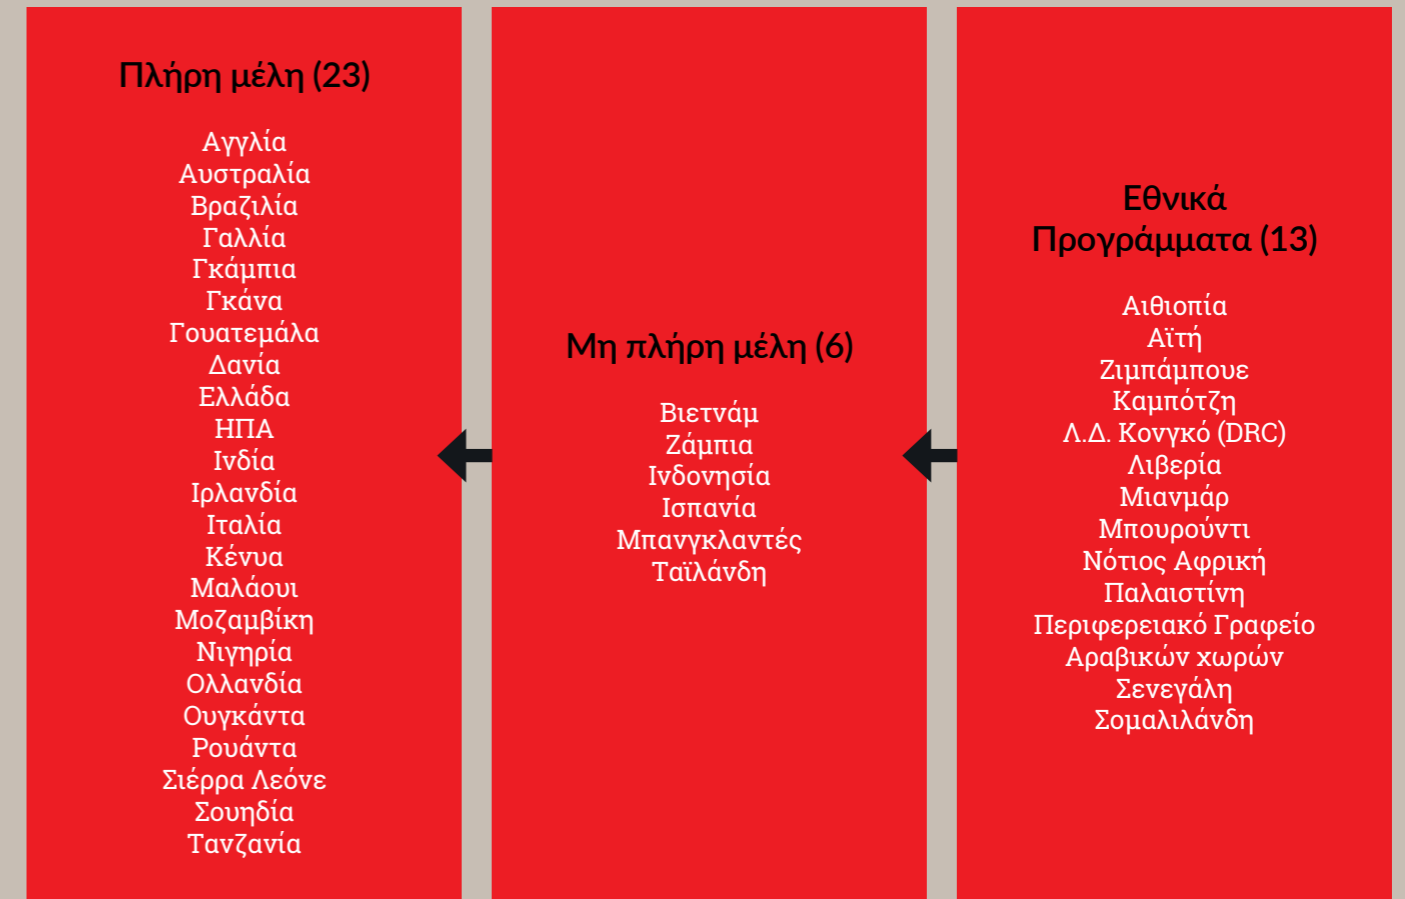 Πλήρη μέλη (23)
Αγγλία
Αυστραλία
Βραζιλία
Γαλλία
Γκάμπια
Γκάνα
Γουατεμάλα
Δανία
Ελλάδα
ΗΠΑ
Ινδία
Ιρλανδία
Ιταλία
Κένυα
Μαλάουι
Μοζαμβίκη
Νιγηρία
Ολλανδία
Ουγκάντα
Ρουάντα
Σιέρρα Λεόνε
Σουηδία
Τανζανία
Μη πλήρη μέλη (6)
Βιετνάμ
Ζάμπια
Ινδονησία
Ισπανία
Μπανγκλαντές
Ταϊλάνδη
Εθνικά
Προγράμματα (13)
Αιθιοπία
Αϊτή
Ζιμπάμπουε
Καμπότζη
Λ.Δ. Κονγκό (DRC)
Λιβερία
Μιανμάρ
Μπουρούντι
Νότιος Αφρική
Παλαιστίνη
Περιφερειακό Γραφείο
Αραβικών χωρών
Σενεγάλη
Σομαλιλάνδη